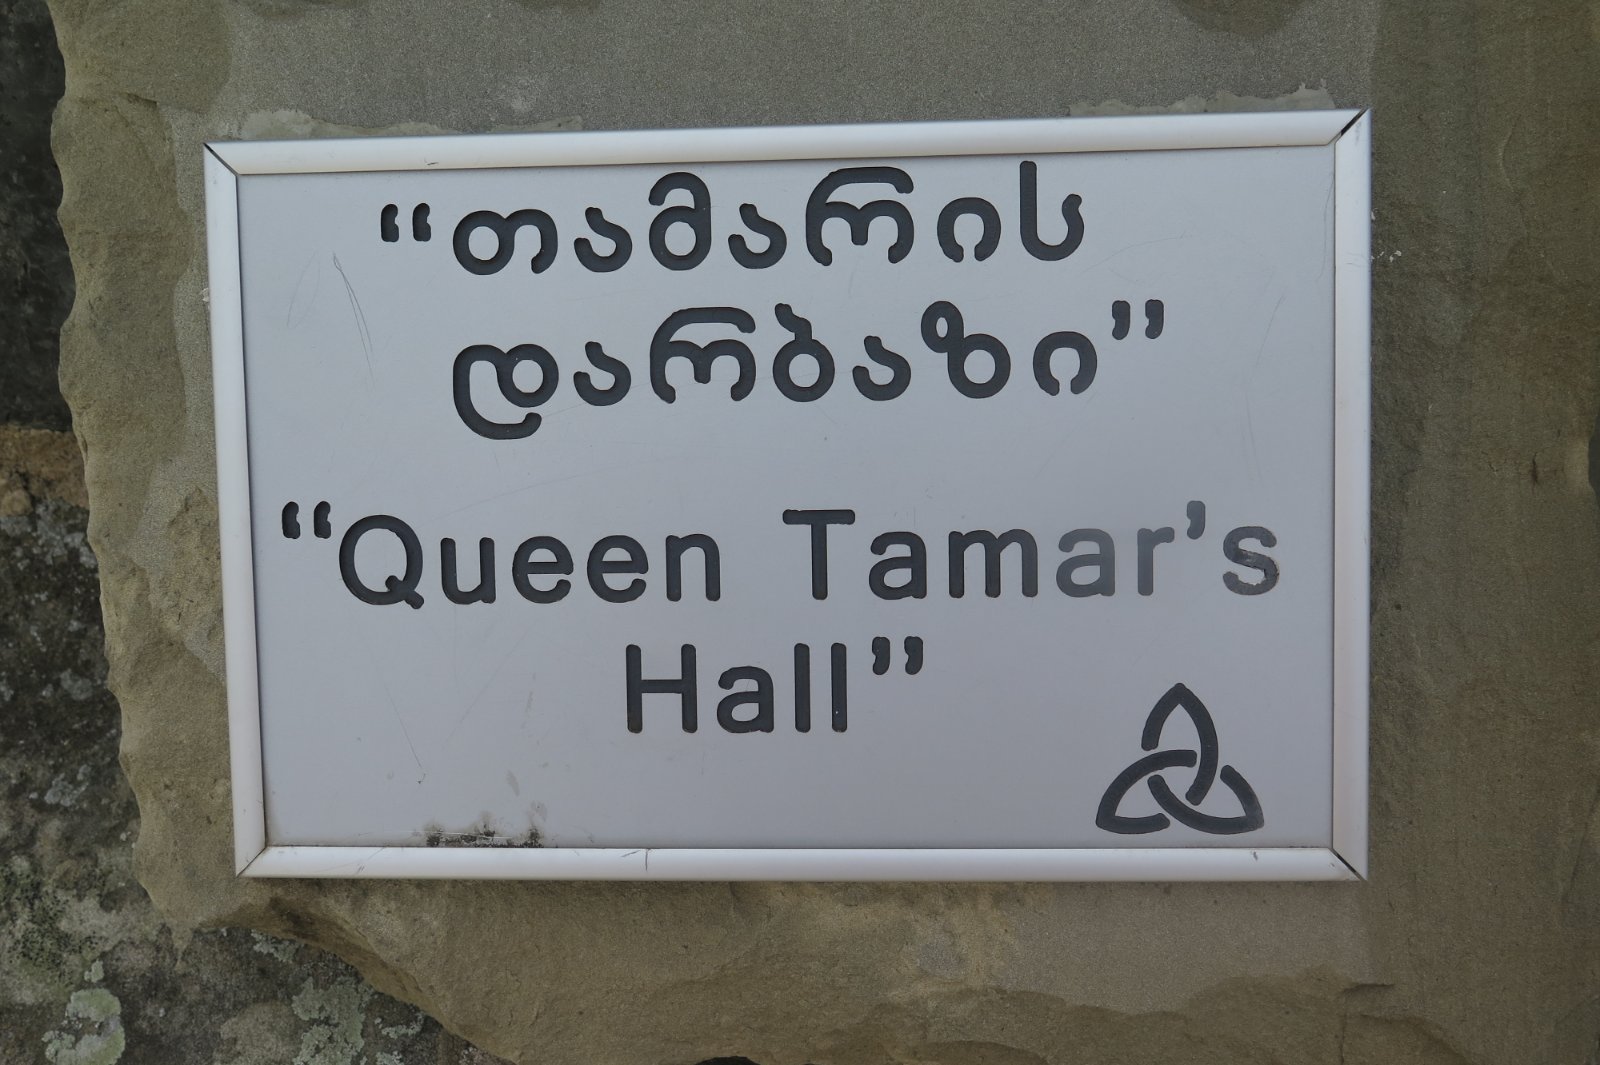 “თამარის
დარბაზი”
“Queen Tamar’s
Hall”